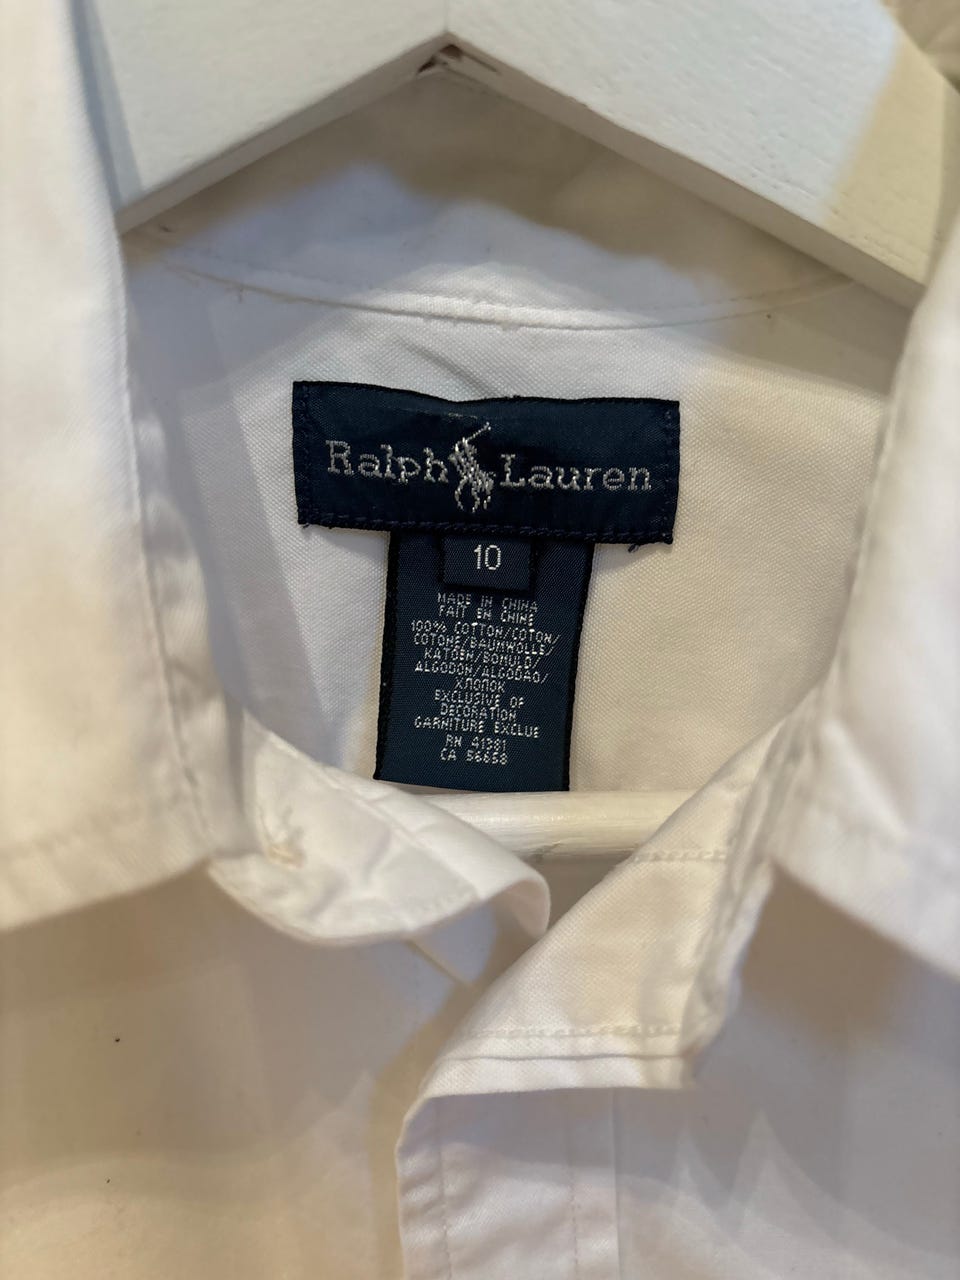 Ralph Lauren
10
MADE IN CHINA
FAIT EN CHINE
100% COTTON/COTON/
COTONE/BAUMWOLLE/
KATOEN/BOMULD/
ALGODON/ALGODAO/
ХЛОПОК
EXCLUSIVE OF
DECORATION
GARNITURE EXCLUE
RN 41381
CA 56658